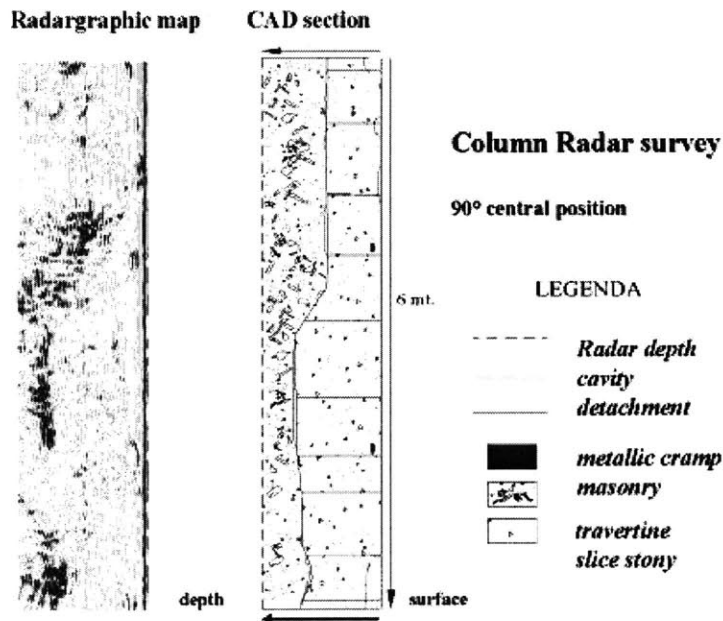 Radargraphic map
CAD section
Column Radar survey
90° central position
6 mt.
LEGENDA
Radar depth
cavity
detachment
metallic cramp
masonry
travertine
slice stony
depth
surface